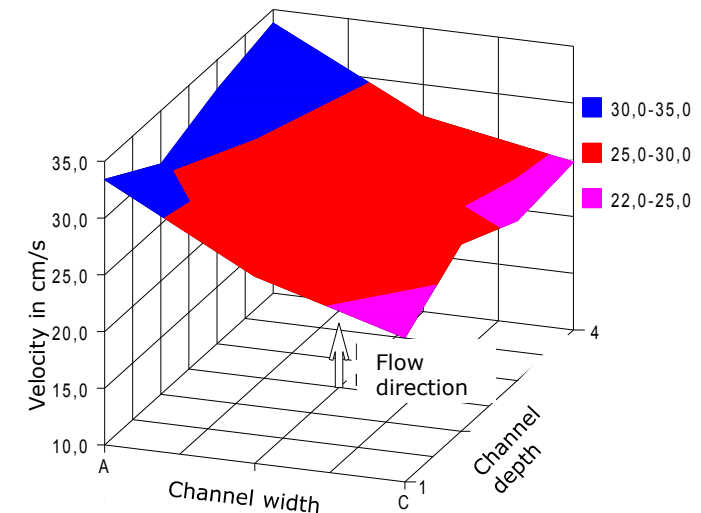 30,0-35,0
25,0-30,0
22,0-25,0
35,0
30,0
25,0
20,0
15,0
10,0
Velocity in cm/s
A
C
Channel width
1
4
Channel
depth
Flow
direction